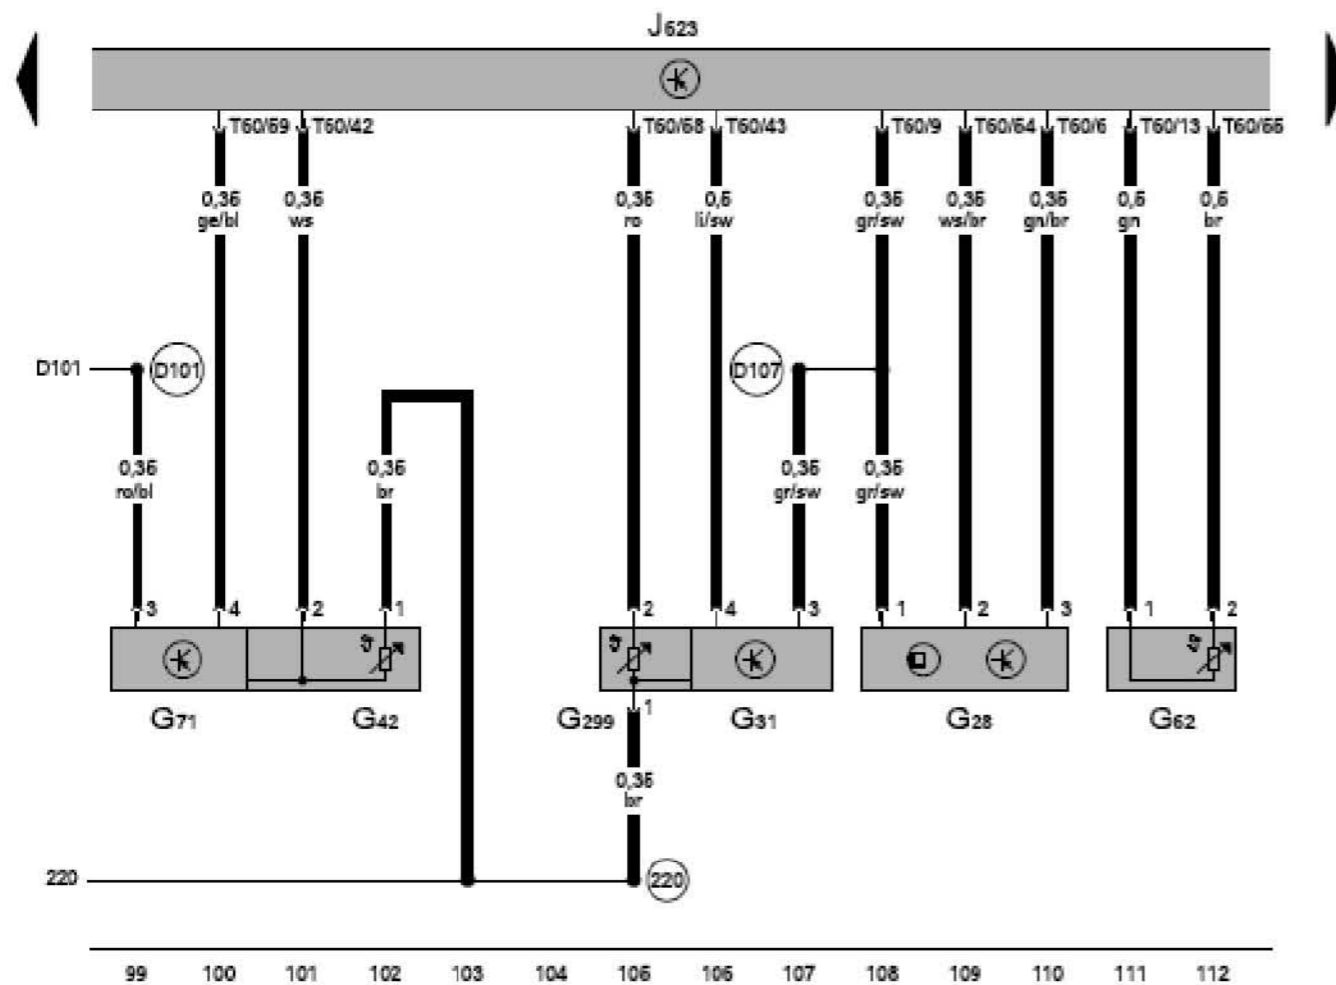 J623
T60/59 T60/42 T60/58 T60/43 T60/9 T60/54 T60/6 T60/13 T60/55
0,35 0,35 0,35 0,5 0,35 0,35 0,35 0,5 0,5
ge/bl ws ro li/sw gr/sw ws/br gn/br gn br
D101 D101 D107
0,35 0,35 0,35 0,35
ro/bl br gr/sw gr/sw
3 4 2 1 2 4 3 1 2 3 1 2
G71 G42 G299 1 G31 G28 G62
0,35
br
220 220
99 100 101 102 103 104 105 106 107 108 109 110 111 112